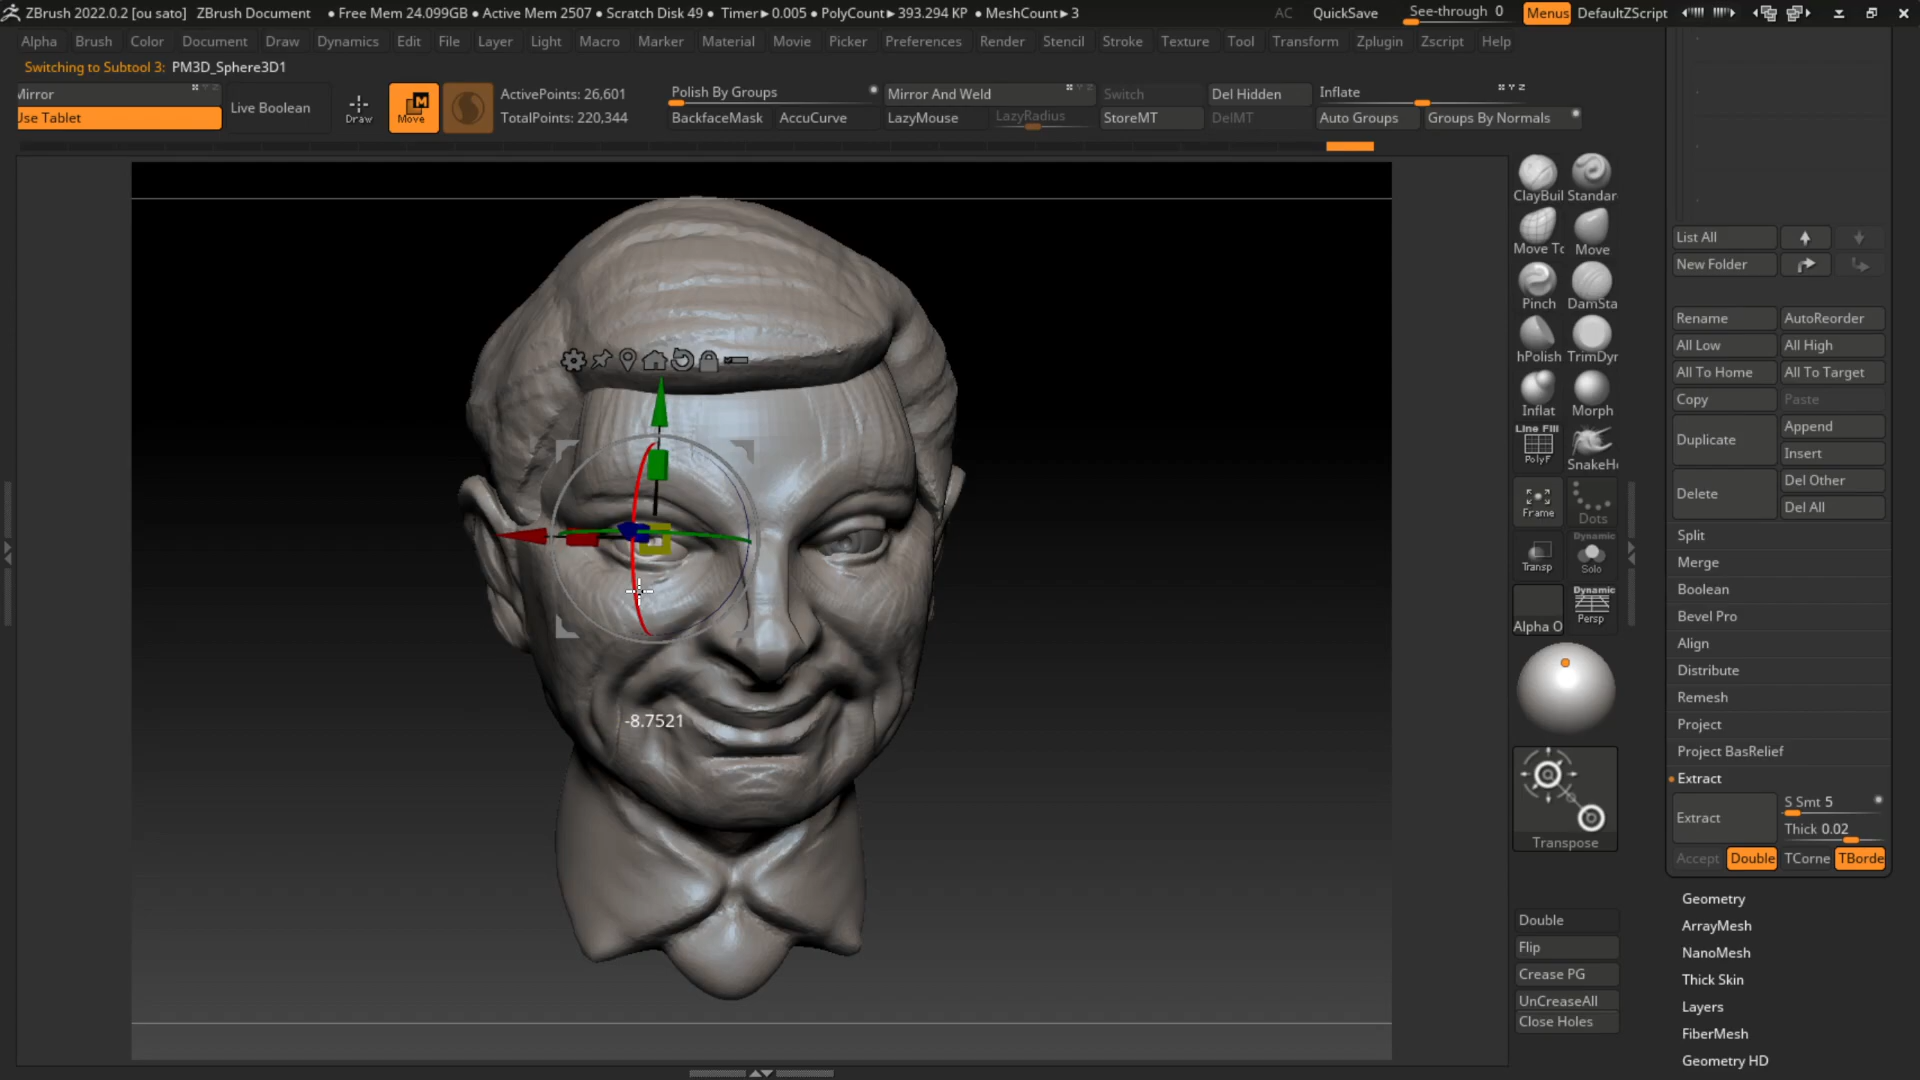 ZBrush 2022.0.2 [ou sato] ZBrush Document • Free Mem 24.099GB • Active Mem 2507 • Scratch Disk 49 • Timer▸0.005 • PolyCount▸393.294 KP • MeshCount▸3 AC QuickSave See-through 0 Menus DefaultZScript
Alpha Brush Color Document Draw Dynamics Edit File Layer Light Macro Marker Material Movie Picker Preferences Render Stencil Stroke Texture Tool Transform Zplugin Zscript Help
Switching to Subtool 3: PM3D_Sphere3D1
Mirror
Use Tablet
Live Boolean
Draw
Move
ActivePoints: 26,601
TotalPoints: 220,344
Polish By Groups
BackfaceMask AccuCurve
Mirror And Weld
LazyMouse LazyRadius
Switch
StoreMT
Del Hidden
DelMT
Inflate
Auto Groups Groups By Normals
-8.7521
ClayBuil Standar
Move To Move
Pinch DamSta
hPolish TrimDyr
Inflat Morph
Line Fill
PolyF SnakeH
Frame Dots
Dynamic
Transp Solo
Dynamic
Alpha O Persp
Transpose
Double
Flip
Crease PG
UnCreaseAll
Close Holes
List All
New Folder
Rename AutoReorder
All Low All High
All To Home All To Target
Copy Paste
Duplicate Append
Insert
Delete Del Other
Del All
Split
Merge
Boolean
Bevel Pro
Align
Distribute
Remesh
Project
Project BasRelief
Extract
Extract S Smt 5
Thick 0.02
Accept Double TCorne TBorde
Geometry
ArrayMesh
NanoMesh
Thick Skin
Layers
FiberMesh
Geometry HD